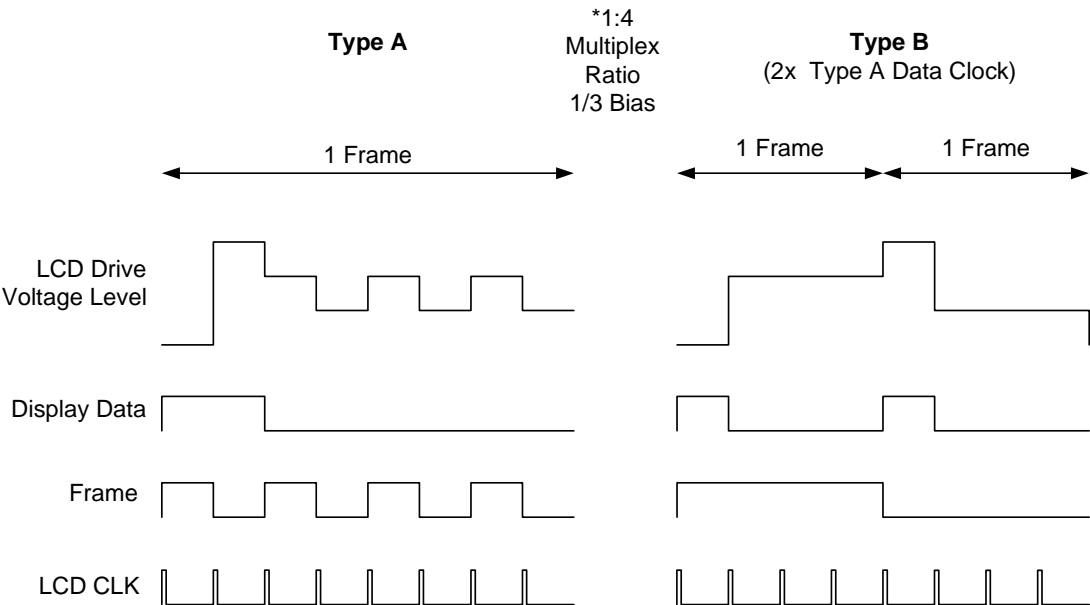 Type A
*1:4
Multiplex
Ratio
1/3 Bias
Type B
(2x Type A Data Clock)
1 Frame
1 Frame
1 Frame
LCD Drive
Voltage Level
Display Data
Frame
LCD CLK